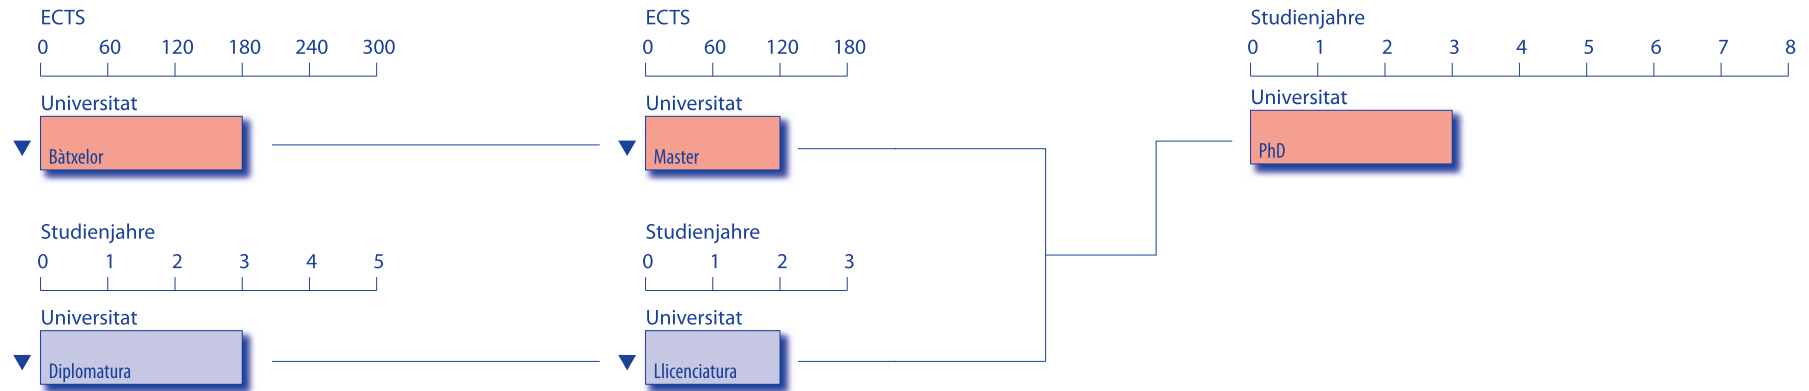 ECTS
0 60 120 180 240 300
Universitat
Bàtxelor
ECTS
0 60 120 180
Universitat
Master
Studienjahre
0 1 2 3 4 5 6 7 8
Universitat
PhD
Studienjahre
0 1 2 3 4 5
Universitat
Diplomatura
Studienjahre
0 1 2 3
Universitat
Llicenciatura